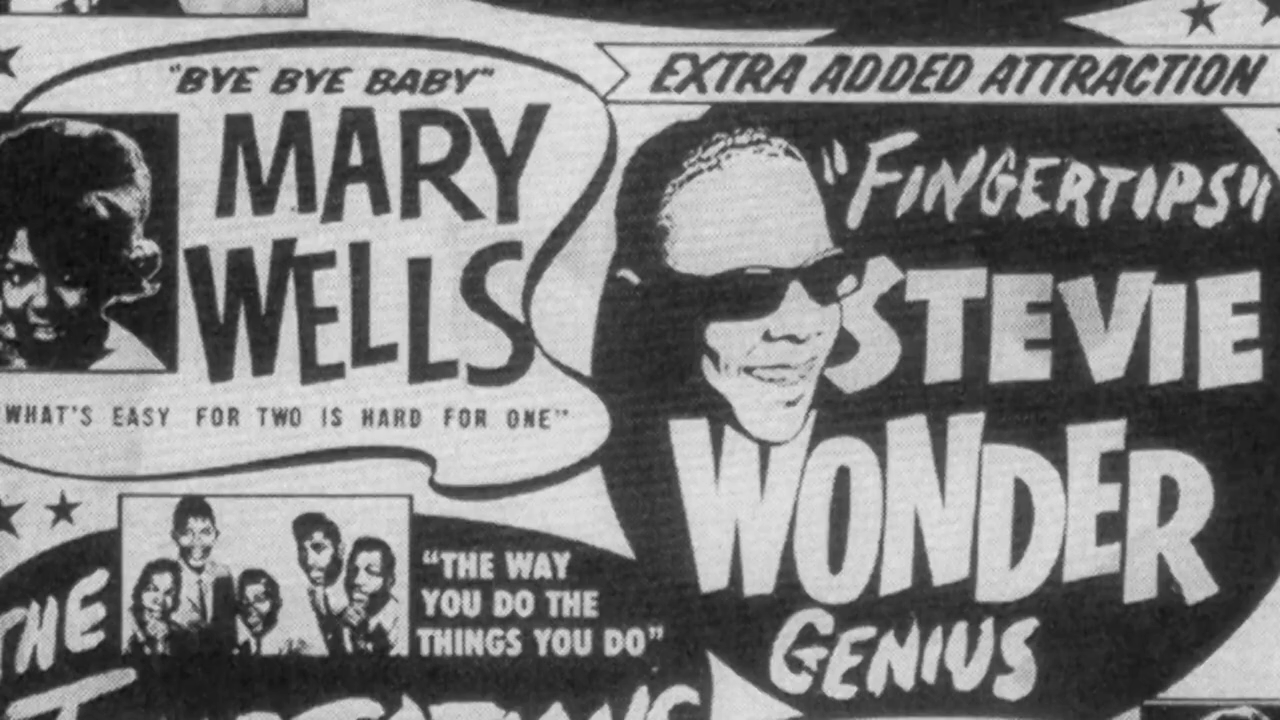 "BYE BYE BABY"
MARY
WELLS
WHAT'S EASY FOR TWO IS HARD FOR ONE"
EXTRA ADDED ATTRACTION
"FINGERTIPS"
STEVIE
WONDER
GENIUS
"THE WAY
YOU DO THE
THINGS YOU DO"
THE